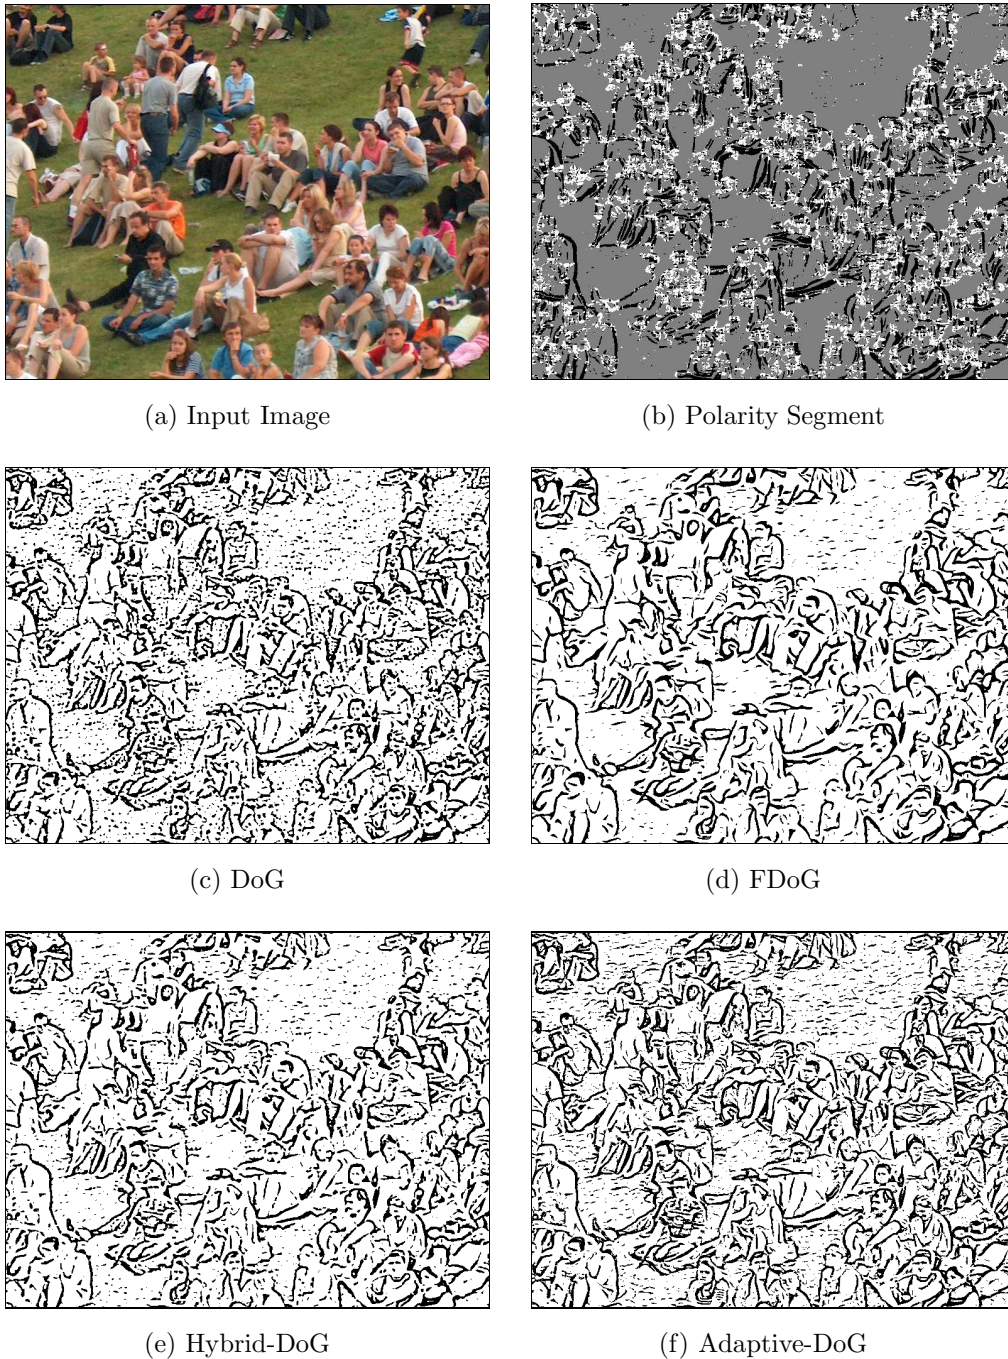 (a) Input Image
(b) Polarity Segment
(c) DoG
(d) FDoG
(e) Hybrid-DoG
(f) Adaptive-DoG